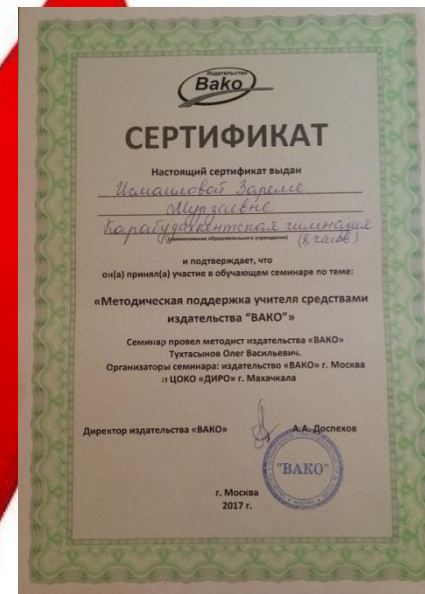 Издательство
Вако
СЕРТИФИКАТ
Настоящий сертификат выдан
Исмаиловой Зареме
Мурзаевне
Карабудахкентская гимназия
(наименование образовательного учреждения) (8 часов)
и подтверждает, что
он(а) принял(а) участие в обучающем семинаре по теме:
«Методическая поддержка учителя средствами
издательства "ВАКО"»
Семинар провел методист издательства «ВАКО»
Тухтасынов Олег Васильевич.
Организаторы семинара: издательство «ВАКО» г. Москва
и ЦОКО «ДИРО» г. Махачкала
Директор издательства «ВАКО» А.А. Доспехов
"ВАКО"
г. Москва
2017 г.